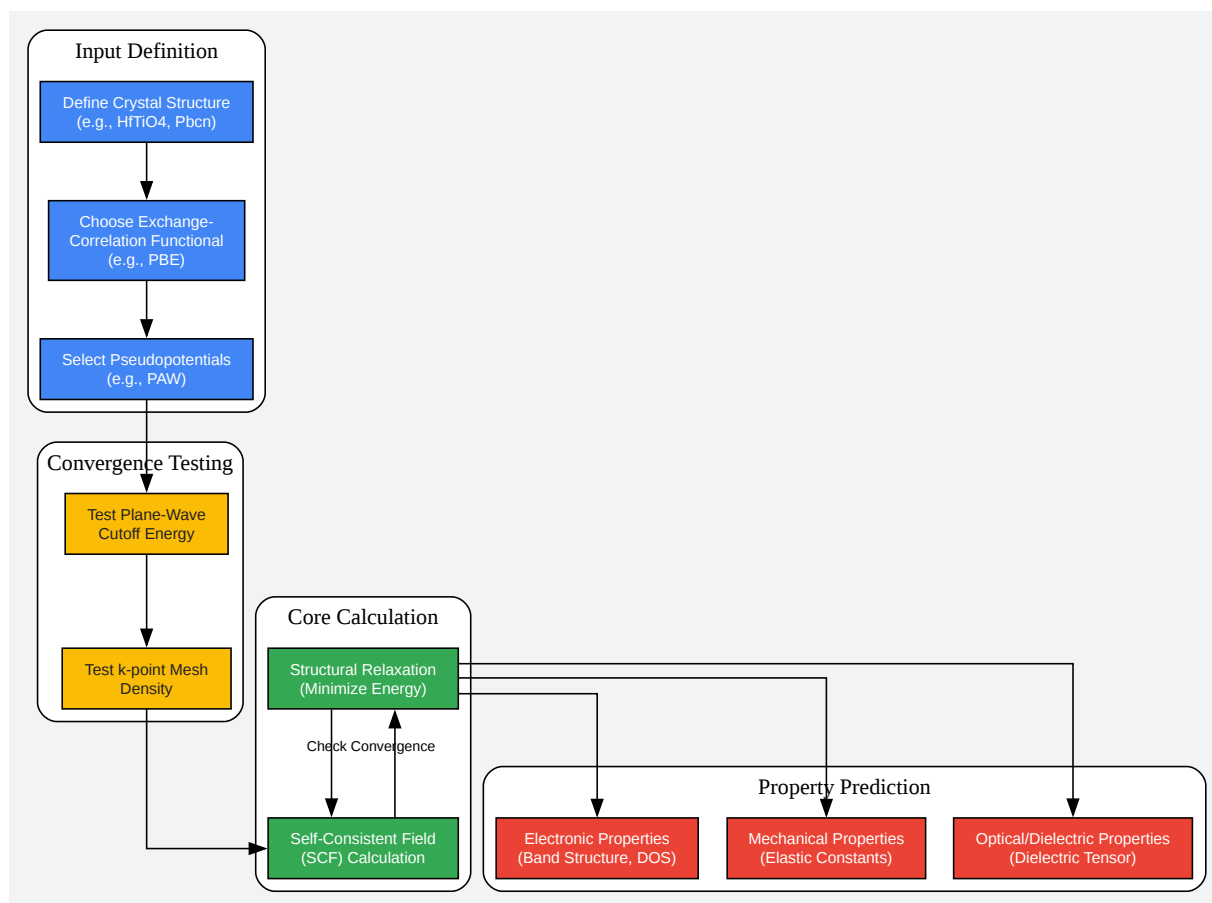 Input Definition
Define Crystal Structure
(e.g., HfTiO4, Pbcn)
Choose Exchange-
Correlation Functional
(e.g., PBE)
Select Pseudopotentials
(e.g., PAW)
Convergence Testing
Test Plane-Wave
Cutoff Energy
Test k-point Mesh
Density
Core Calculation
Structural Relaxation
(Minimize Energy)
Check Convergence
Self-Consistent Field
(SCF) Calculation
Property Prediction
Electronic Properties
(Band Structure, DOS)
Mechanical Properties
(Elastic Constants)
Optical/Dielectric Properties
(Dielectric Tensor)